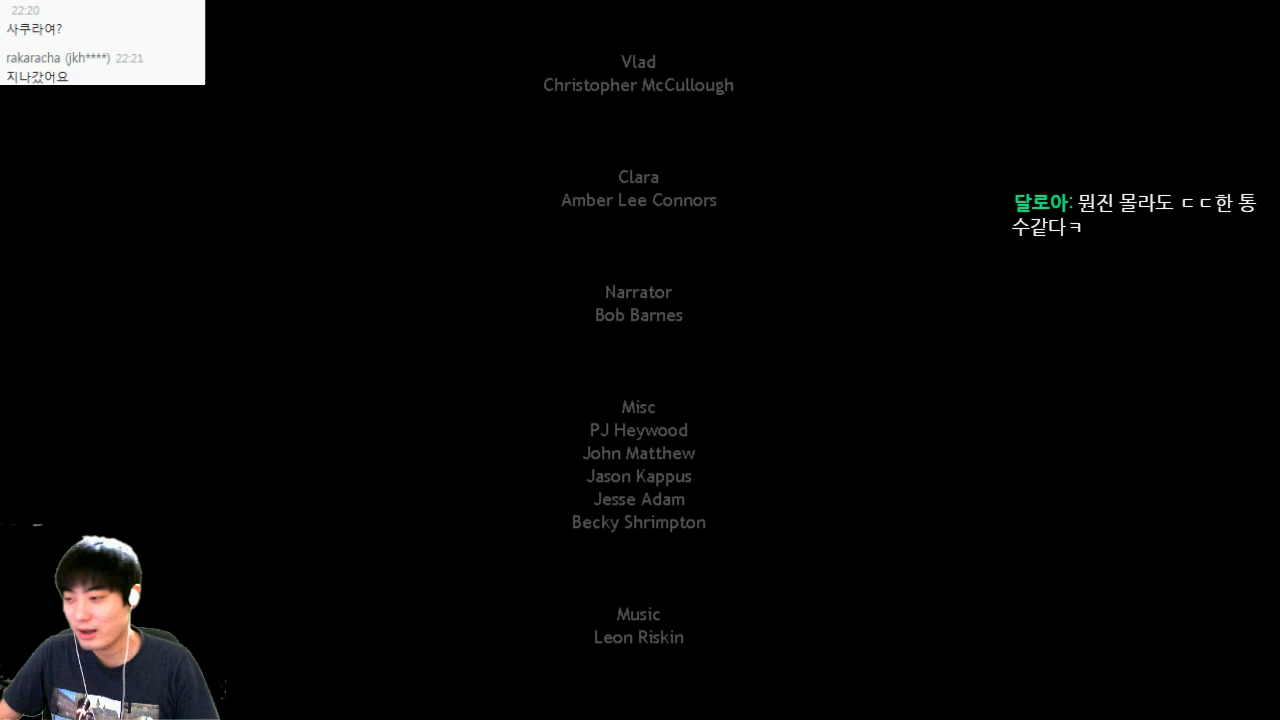 22:20
사쿠라여?
rakaracha (jkh****) 22:21
지나갔어요
Vlad
Christopher McCullough
Clara
Amber Lee Connors
달로아: 뭔진 몰라도 ㄷㄷ한 통
수같다ㅋ
Narrator
Bob Barnes
Misc
PJ Heywood
John Matthew
Jason Kappus
Jesse Adam
Becky Shrimpton
Music
Leon Riskin